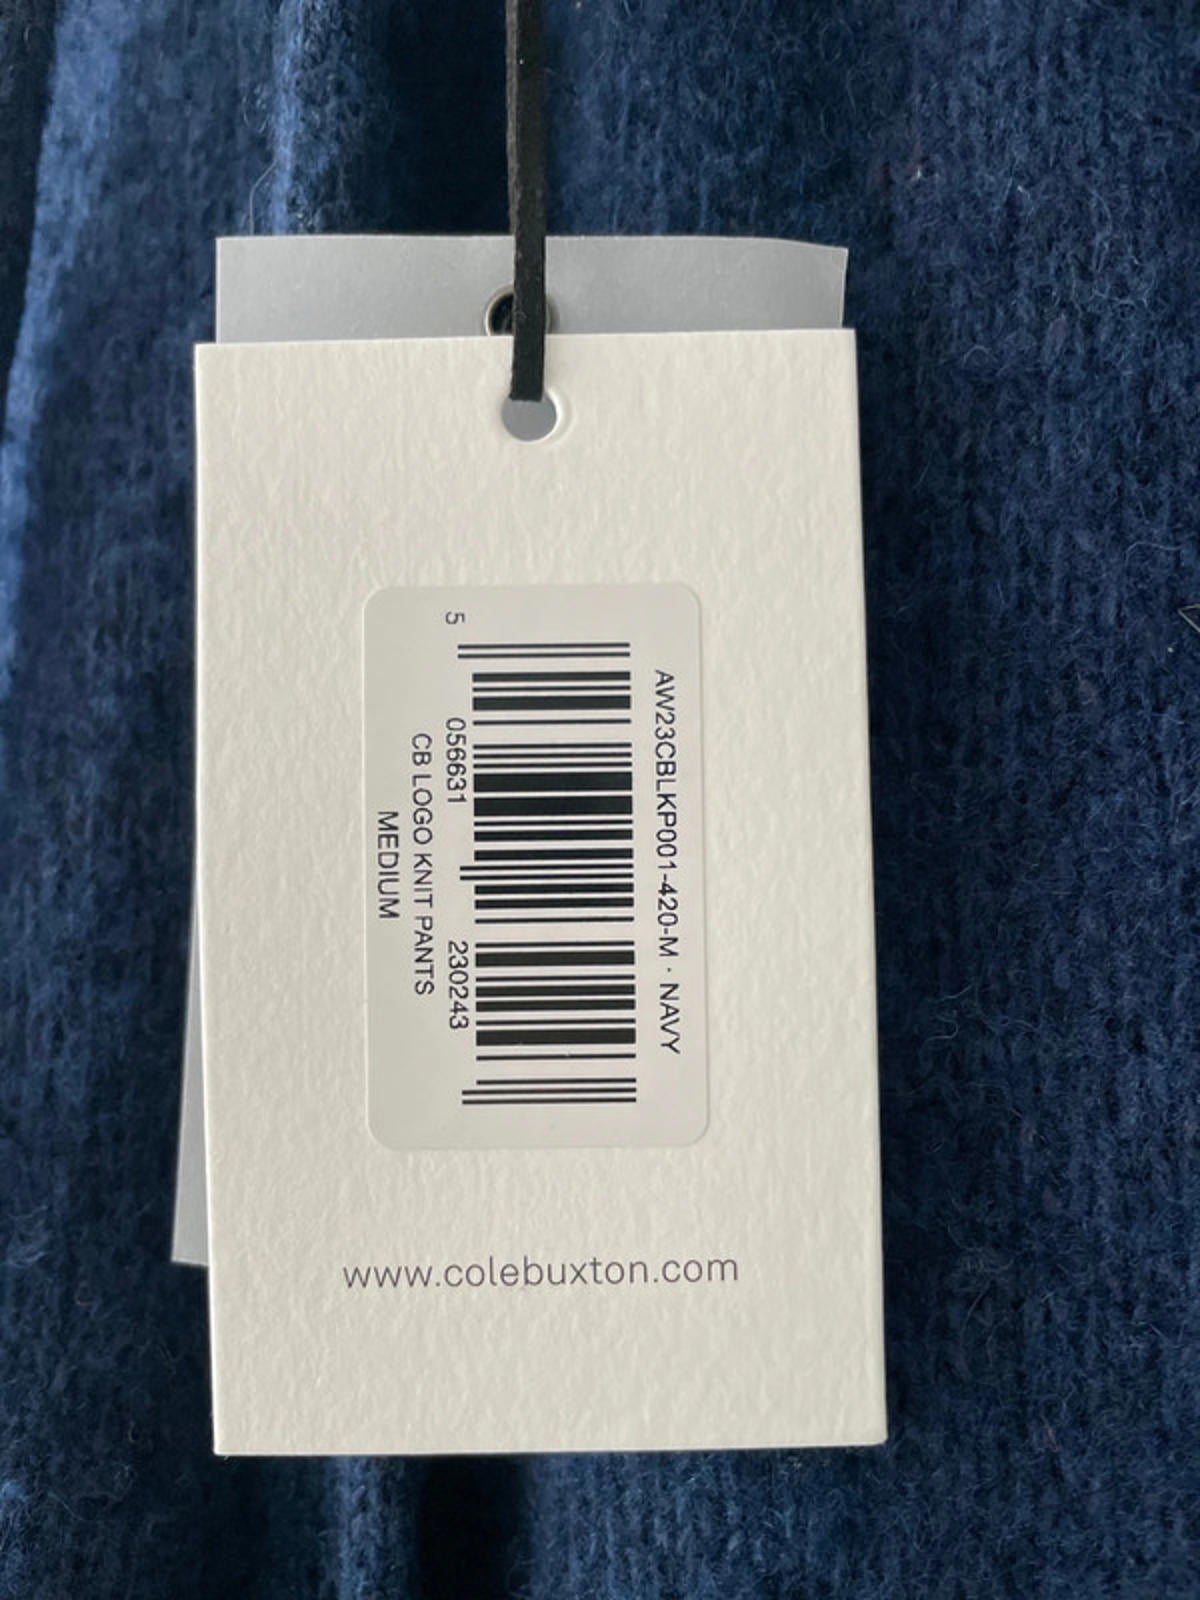 AW23CBLKP001-420-M · NAVY
5 056631 230243
CB LOGO KNIT PANTS
MEDIUM
www.colebuxton.com